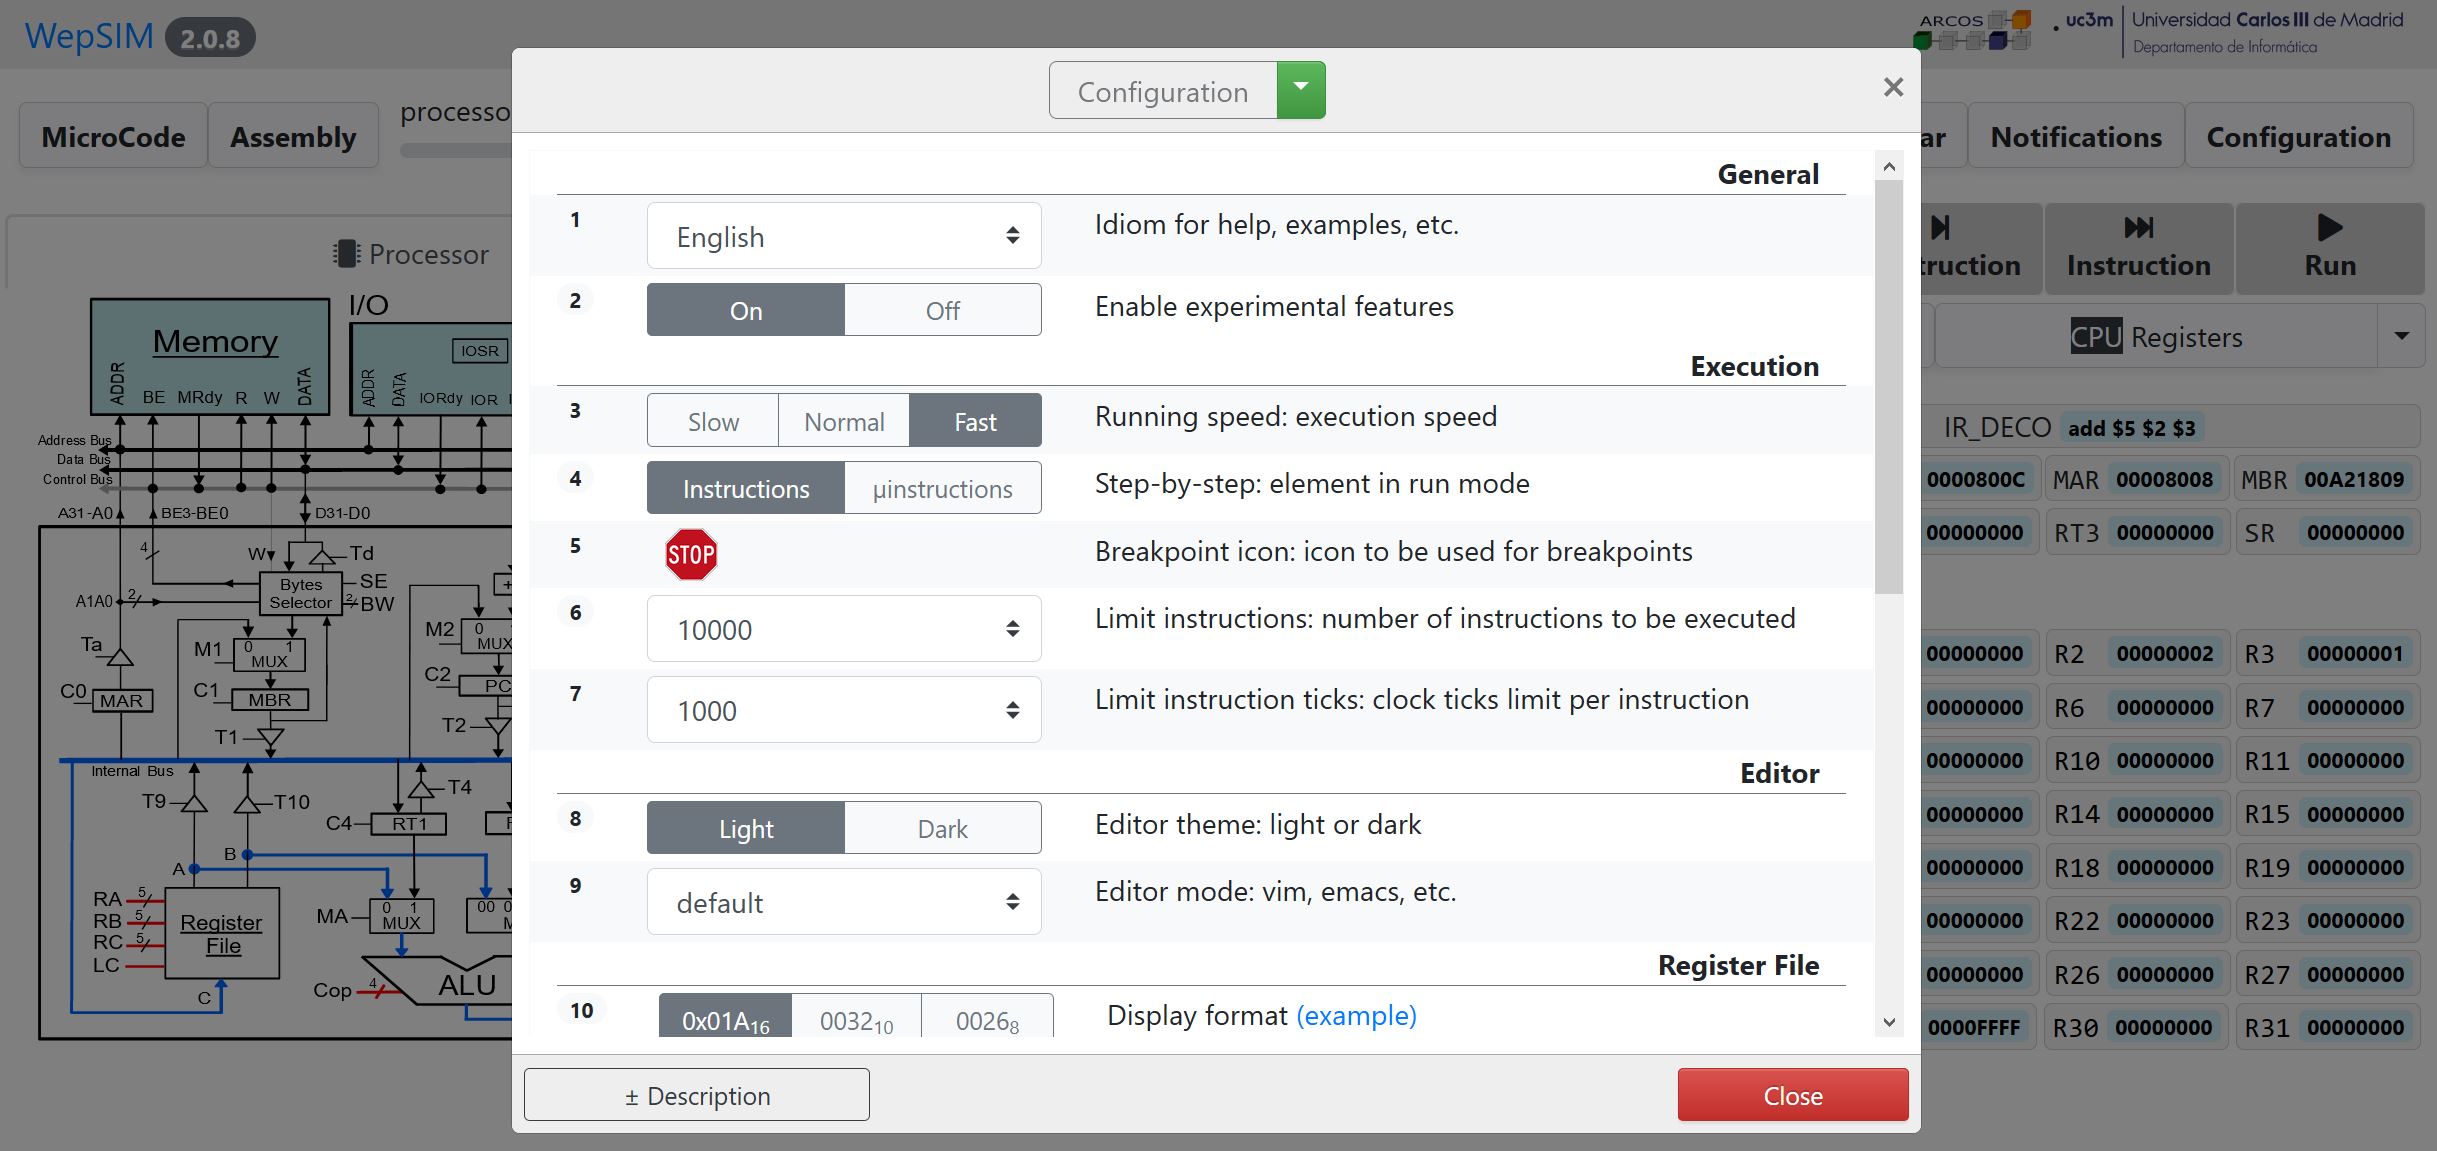 WepSIM 2.0.8
ARCOS
uc3m Universidad Carlos III de Madrid
Departamento de Informática
MicroCode
Assembly
processo
ar
Notifications
Configuration
Processor
truction
Instruction
Run
CPU Registers
IR_DECO add $5 $2 $3
0000800C MAR 00008008 MBR 00A21809
00000000 RT3 00000000 SR 00000000
00000000 R2 00000002 R3 00000001
00000000 R6 00000000 R7 00000000
00000000 R10 00000000 R11 00000000
00000000 R14 00000000 R15 00000000
00000000 R18 00000000 R19 00000000
00000000 R22 00000000 R23 00000000
00000000 R26 00000000 R27 00000000
0000FFFF R30 00000000 R31 00000000
I/O
Memory
IOSR
ADDR BE MRdy R W DATA
ADDR DATA IORdy IOR
Address Bus
Data Bus
Control Bus
A31-A0 BE3-BE0 D31-D0
4
W Td
Bytes Selector
SE
BW
2
A1A0 2
Ta
M1 0 1 MUX
M2 0 MUX
C0 MAR
C1 MBR
C2 PC
T1
T2
Internal Bus
T9 T10 T4
C4 RT1
B
A
RA 5
RB 5
RC 5
LC
Register File
C
MA 0 1 MUX
00
Cop 4
ALU
Configuration
×
General
1 English Idiom for help, examples, etc.
2 On Off Enable experimental features
Execution
3 Slow Normal Fast Running speed: execution speed
4 Instructions µinstructions Step-by-step: element in run mode
5 STOP Breakpoint icon: icon to be used for breakpoints
6 10000 Limit instructions: number of instructions to be executed
7 1000 Limit instruction ticks: clock ticks limit per instruction
Editor
8 Light Dark Editor theme: light or dark
9 default Editor mode: vim, emacs, etc.
Register File
10 0x01A₁₆ 0032₁₀ 0026₈ Display format (example)
± Description
Close